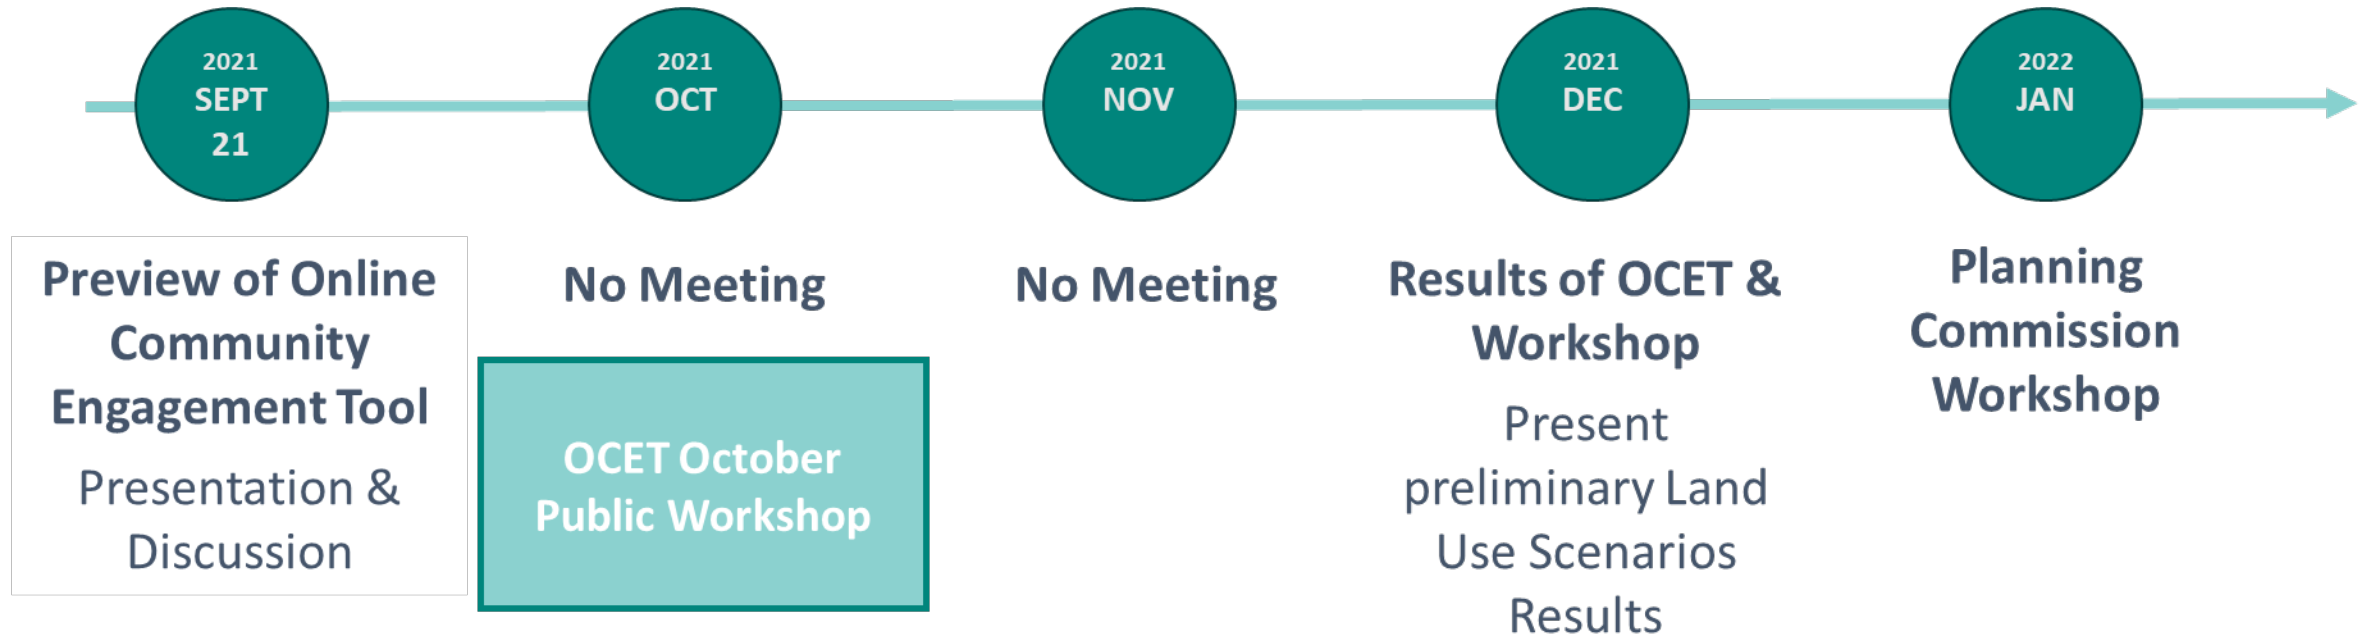 2021
SEPT
21
2021
OCT
2021
NOV
2021
DEC
2022
JAN
Preview of Online
Community
Engagement Tool
Presentation &
Discussion
No Meeting
OCET October
Public Workshop
No Meeting
Results of OCET &
Workshop
Present
preliminary Land
Use Scenarios
Results
Planning
Commission
Workshop